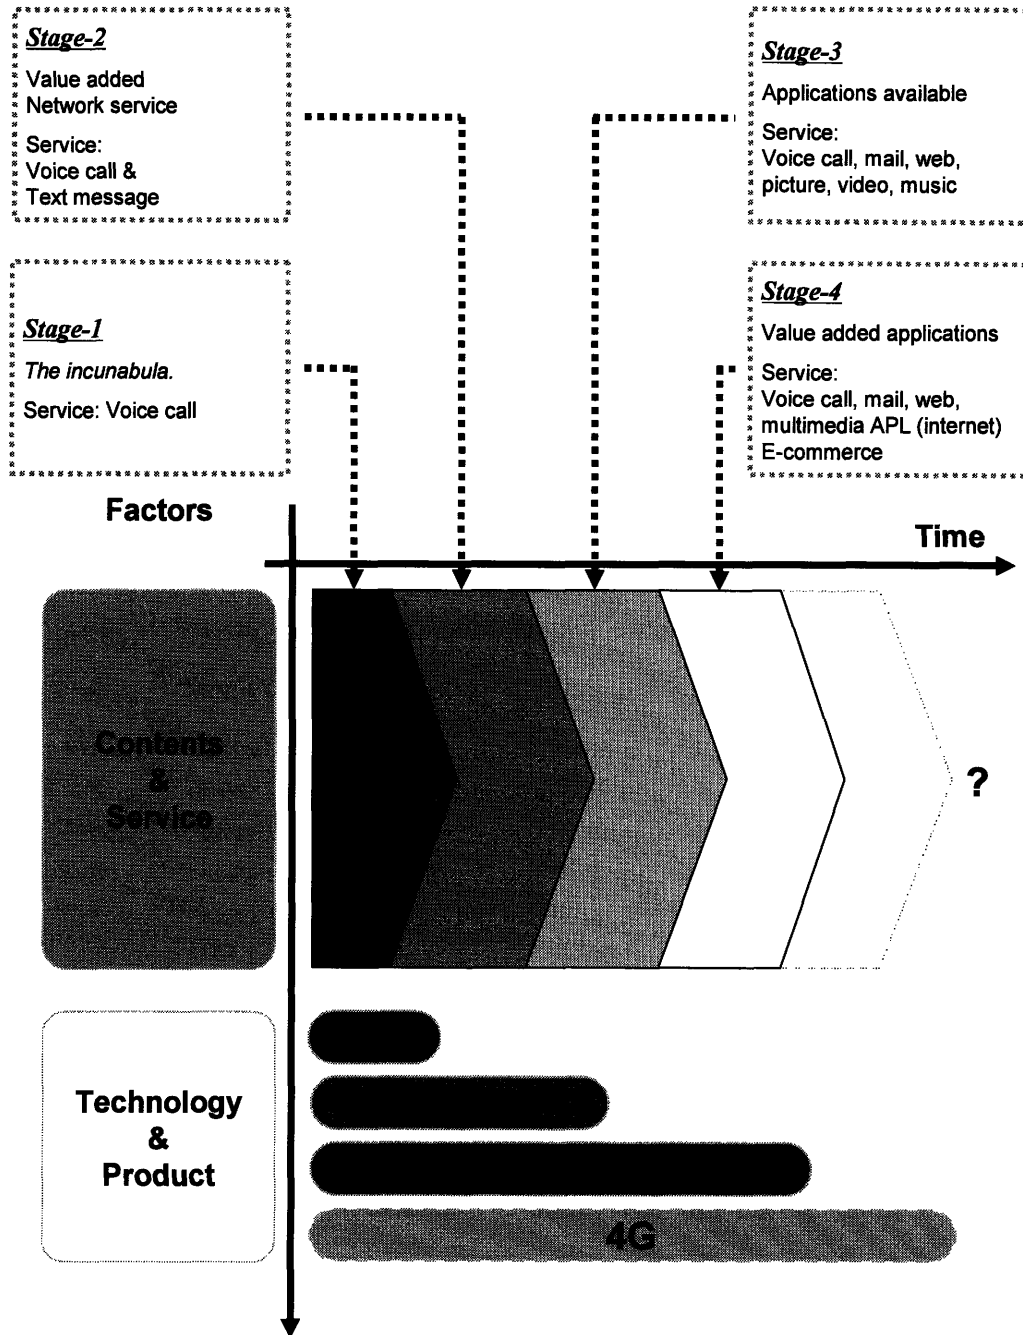 Stage-2
Value added
Network service
Service:
Voice call &
Text message
Stage-3
Applications available
Service:
Voice call, mail, web,
picture, video, music
Stage-1
The incunabula.
Service: Voice call
Stage-4
Value added applications
Service:
Voice call, mail, web,
multimedia APL (internet)
E-commerce
Factors
Time
Contents
&
Service
?
Technology
&
Product
4G